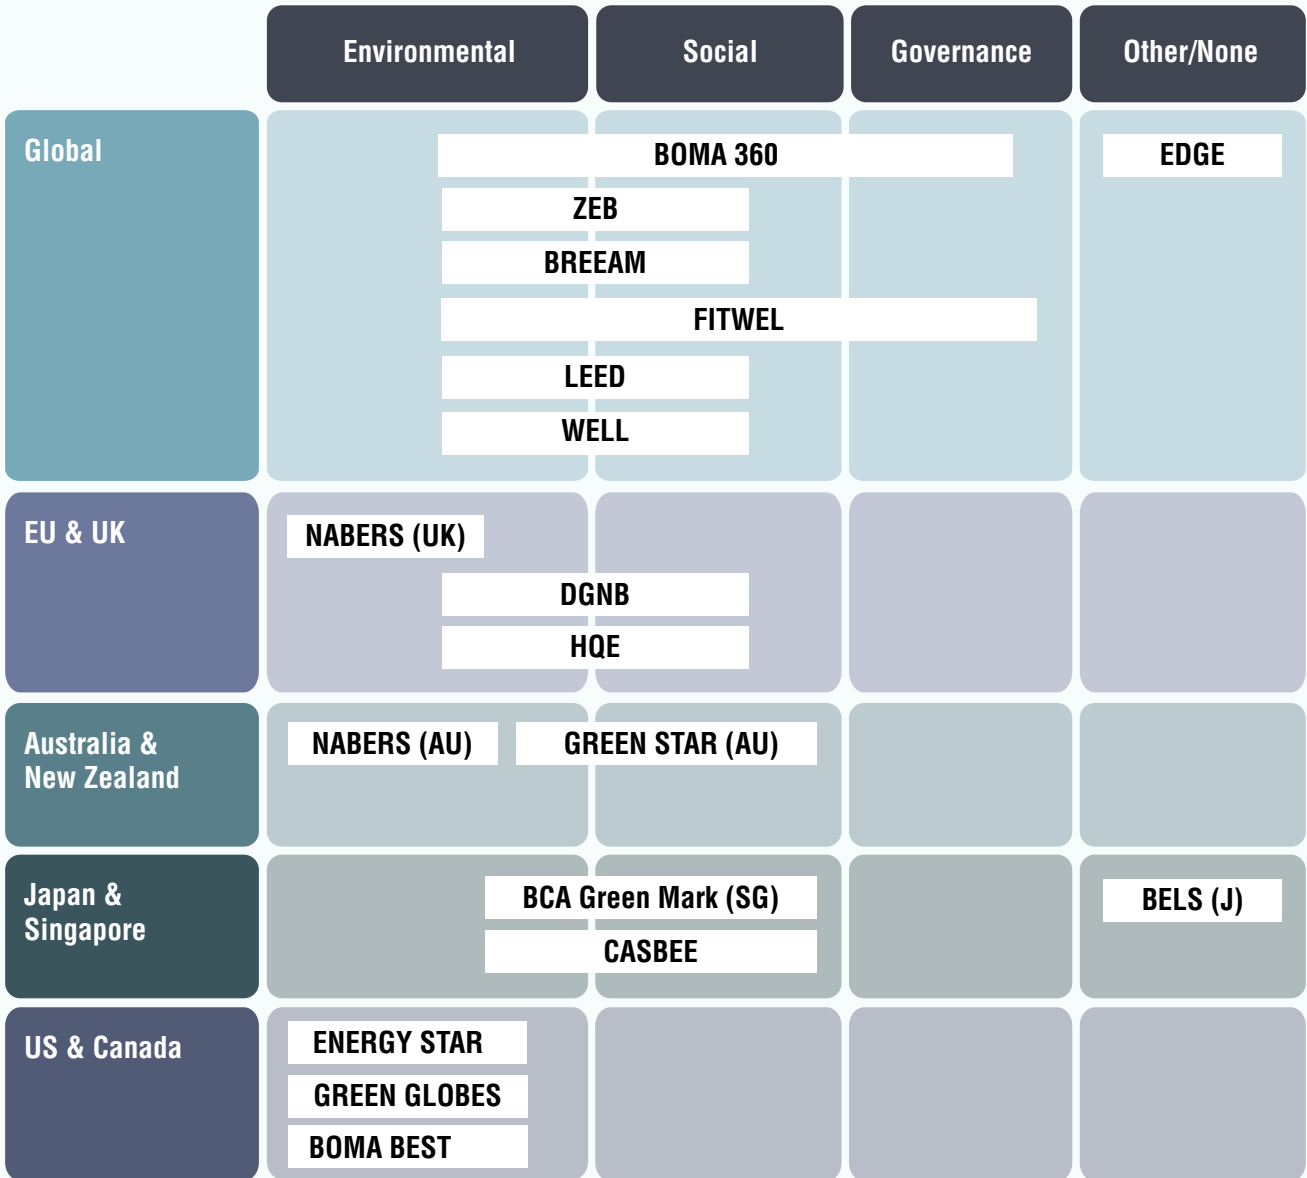 Environmental
Social
Governance
Other/None
Global
BOMA 360
EDGE
ZEB
BREEAM
FITWEL
LEED
WELL
EU & UK
NABERS (UK)
DGNB
HQE
Australia &
New Zealand
NABERS (AU)
GREEN STAR (AU)
Japan &
Singapore
BCA Green Mark (SG)
BELS (J)
CASBEE
US & Canada
ENERGY STAR
GREEN GLOBES
BOMA BEST